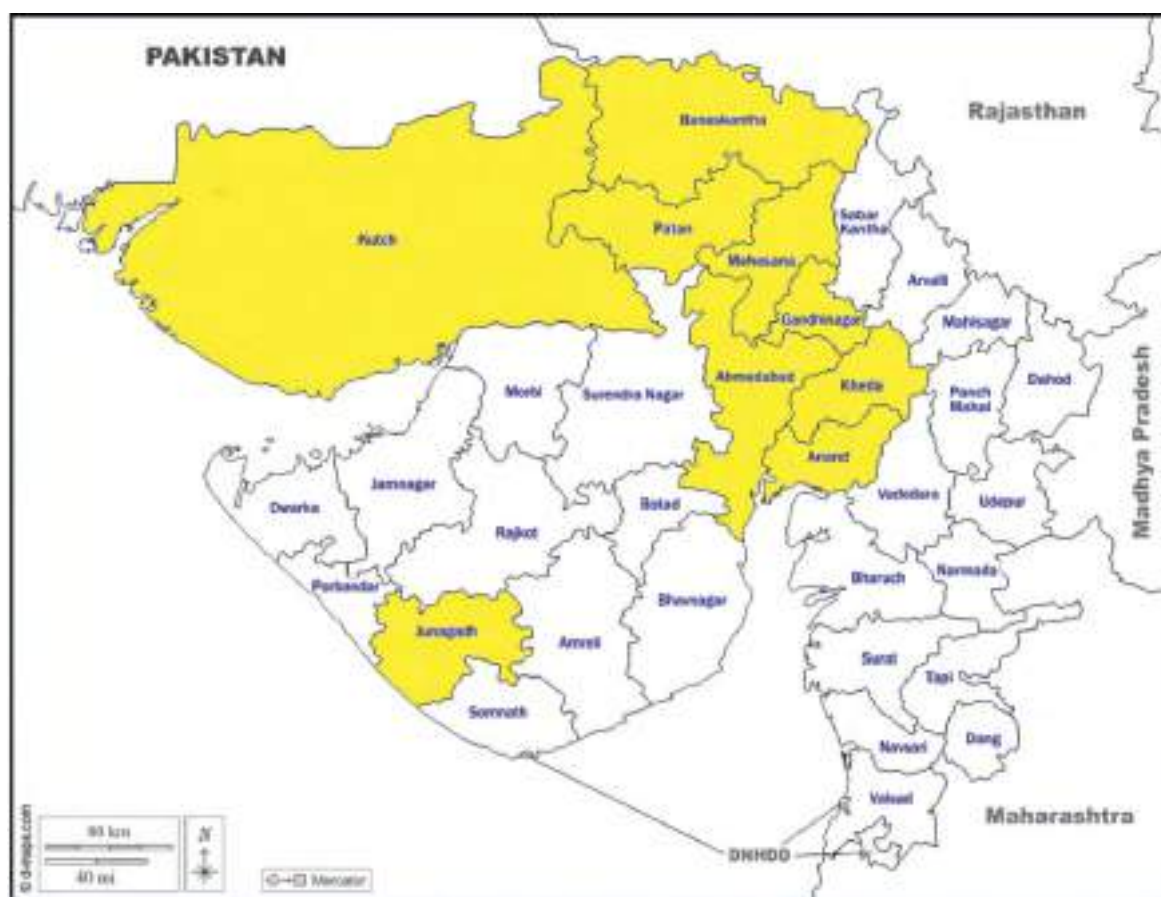 PAKISTAN
Rajasthan
Banaskantha
Sabar
Kantha
Patan
Kutch
Mehesana
Arvalli
Gandhinagar
Mahisagar
Ahmedabad
Kheda
Dahod
Panch
Mahal
Morbi
Surendra Nagar
Anand
Madhya Pradesh
Jamnagar
Vadodara
Udepur
Dwarka
Botad
Rajkot
Narmada
Bharuch
Porbandar
Bhavnagar
Junagadh
Amreli
Surat
Tapi
Somnath
Navsari
Dang
Valsad
Maharashtra
DNHDD
80 km
40 mi
N
Mercator
© d-maps.com